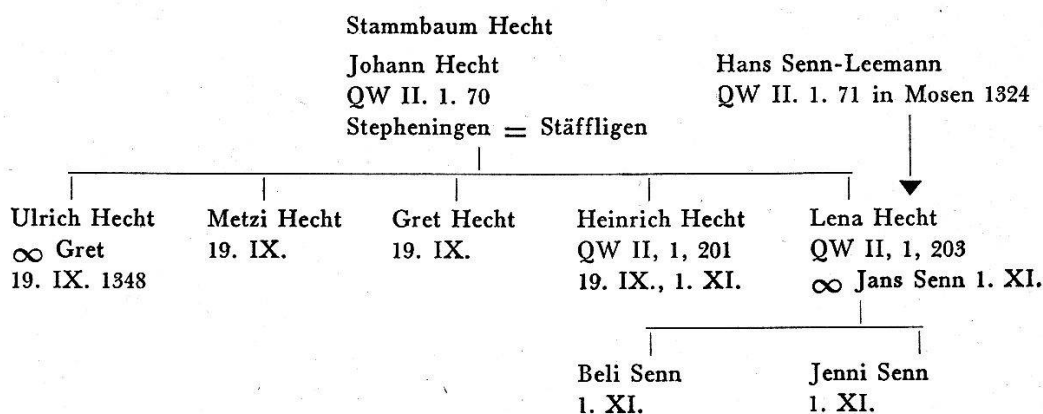 Stammbaum Hecht
Johann Hecht
QW II. 1. 70
Stepheningen = Stäffligen
Hans Senn-Leemann
QW II. 1. 71 in Mosen 1324
Ulrich Hecht
∞ Gret
19. IX. 1348
Metzi Hecht
19. IX.
Gret Hecht
19. IX.
Heinrich Hecht
QW II, 1, 201
19. IX., 1. XI.
Lena Hecht
QW II, 1, 203
∞ Jans Senn 1. XI.
Beli Senn
1. XI.
Jenni Senn
1. XI.